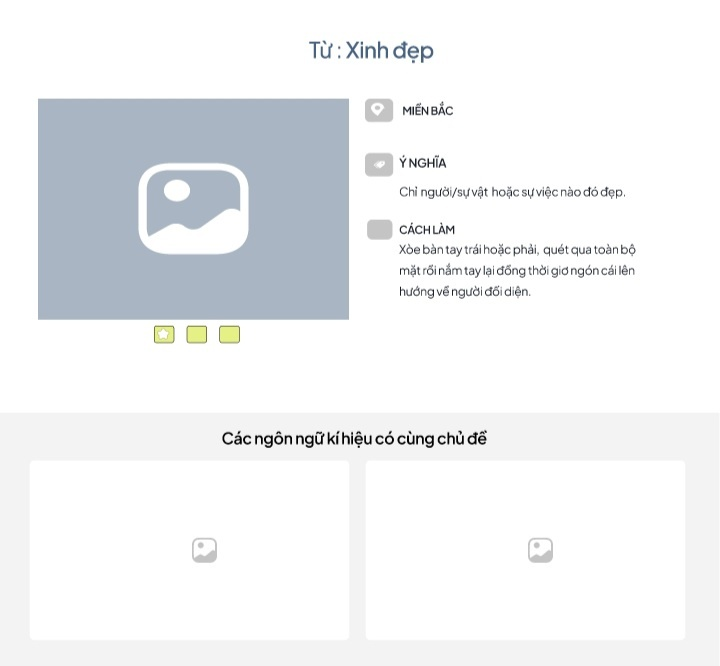 Từ : Xinh đẹp
MIỀN BẮC
Ý NGHĨA
Chỉ người/sự vật hoặc sự việc nào đó đẹp.
CÁCH LÀM
Xòe bàn tay trái hoặc phải, quét qua toàn bộ
mặt rồi nắm tay lại đồng thời giơ ngón cái lên
hướng về người đối diện.
Các ngôn ngữ kí hiệu có cùng chủ đề